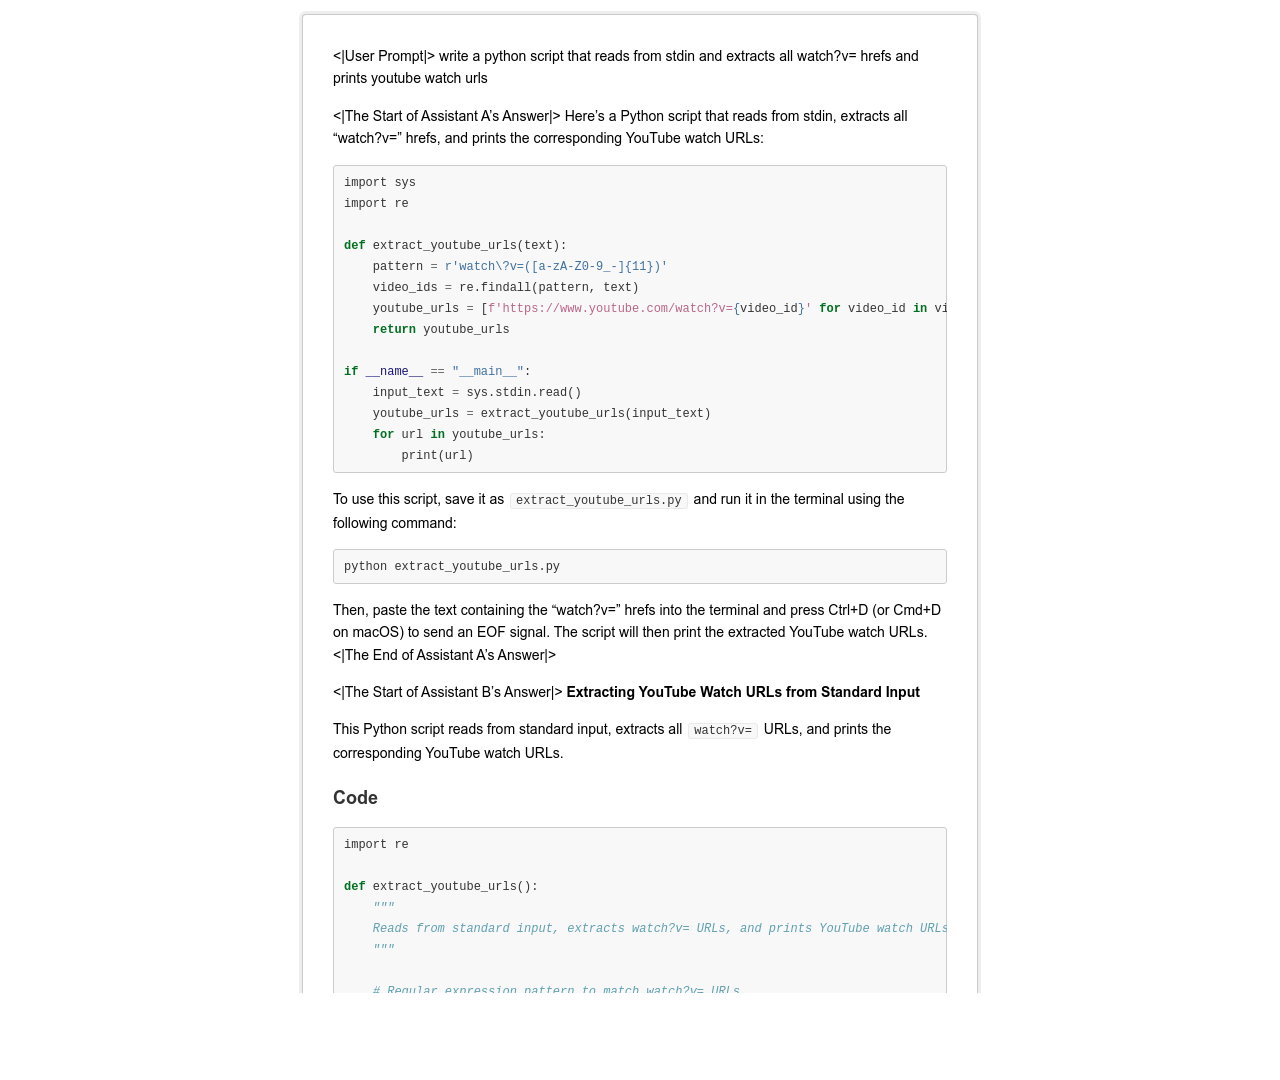 <|User Prompt|> write a python script that reads from stdin and extracts all watch?v= hrefs and
prints youtube watch urls
<|The Start of Assistant A’s Answer|> Here’s a Python script that reads from stdin, extracts all
“watch?v=” hrefs, and prints the corresponding YouTube watch URLs:
import sys
import re
def extract_youtube_urls(text):
    pattern = r'watch\?v=([a-zA-Z0-9_-]{11})'
    video_ids = re.findall(pattern, text)
    youtube_urls = [f'https://www.youtube.com/watch?v={video_id}' for video_id in vi
    return youtube_urls
if __name__ == "__main__":
    input_text = sys.stdin.read()
    youtube_urls = extract_youtube_urls(input_text)
    for url in youtube_urls:
        print(url)
To use this script, save it as extract_youtube_urls.py and run it in the terminal using the
following command:
python extract_youtube_urls.py
Then, paste the text containing the “watch?v=” hrefs into the terminal and press Ctrl+D (or Cmd+D
on macOS) to send an EOF signal. The script will then print the extracted YouTube watch URLs.
<|The End of Assistant A’s Answer|>
<|The Start of Assistant B’s Answer|> Extracting YouTube Watch URLs from Standard Input
This Python script reads from standard input, extracts all watch?v= URLs, and prints the
corresponding YouTube watch URLs.
Code
import re
def extract_youtube_urls():
    """
    Reads from standard input, extracts watch?v= URLs, and prints YouTube watch URLs
    """
    # Regular expression pattern to match watch?v= URLs